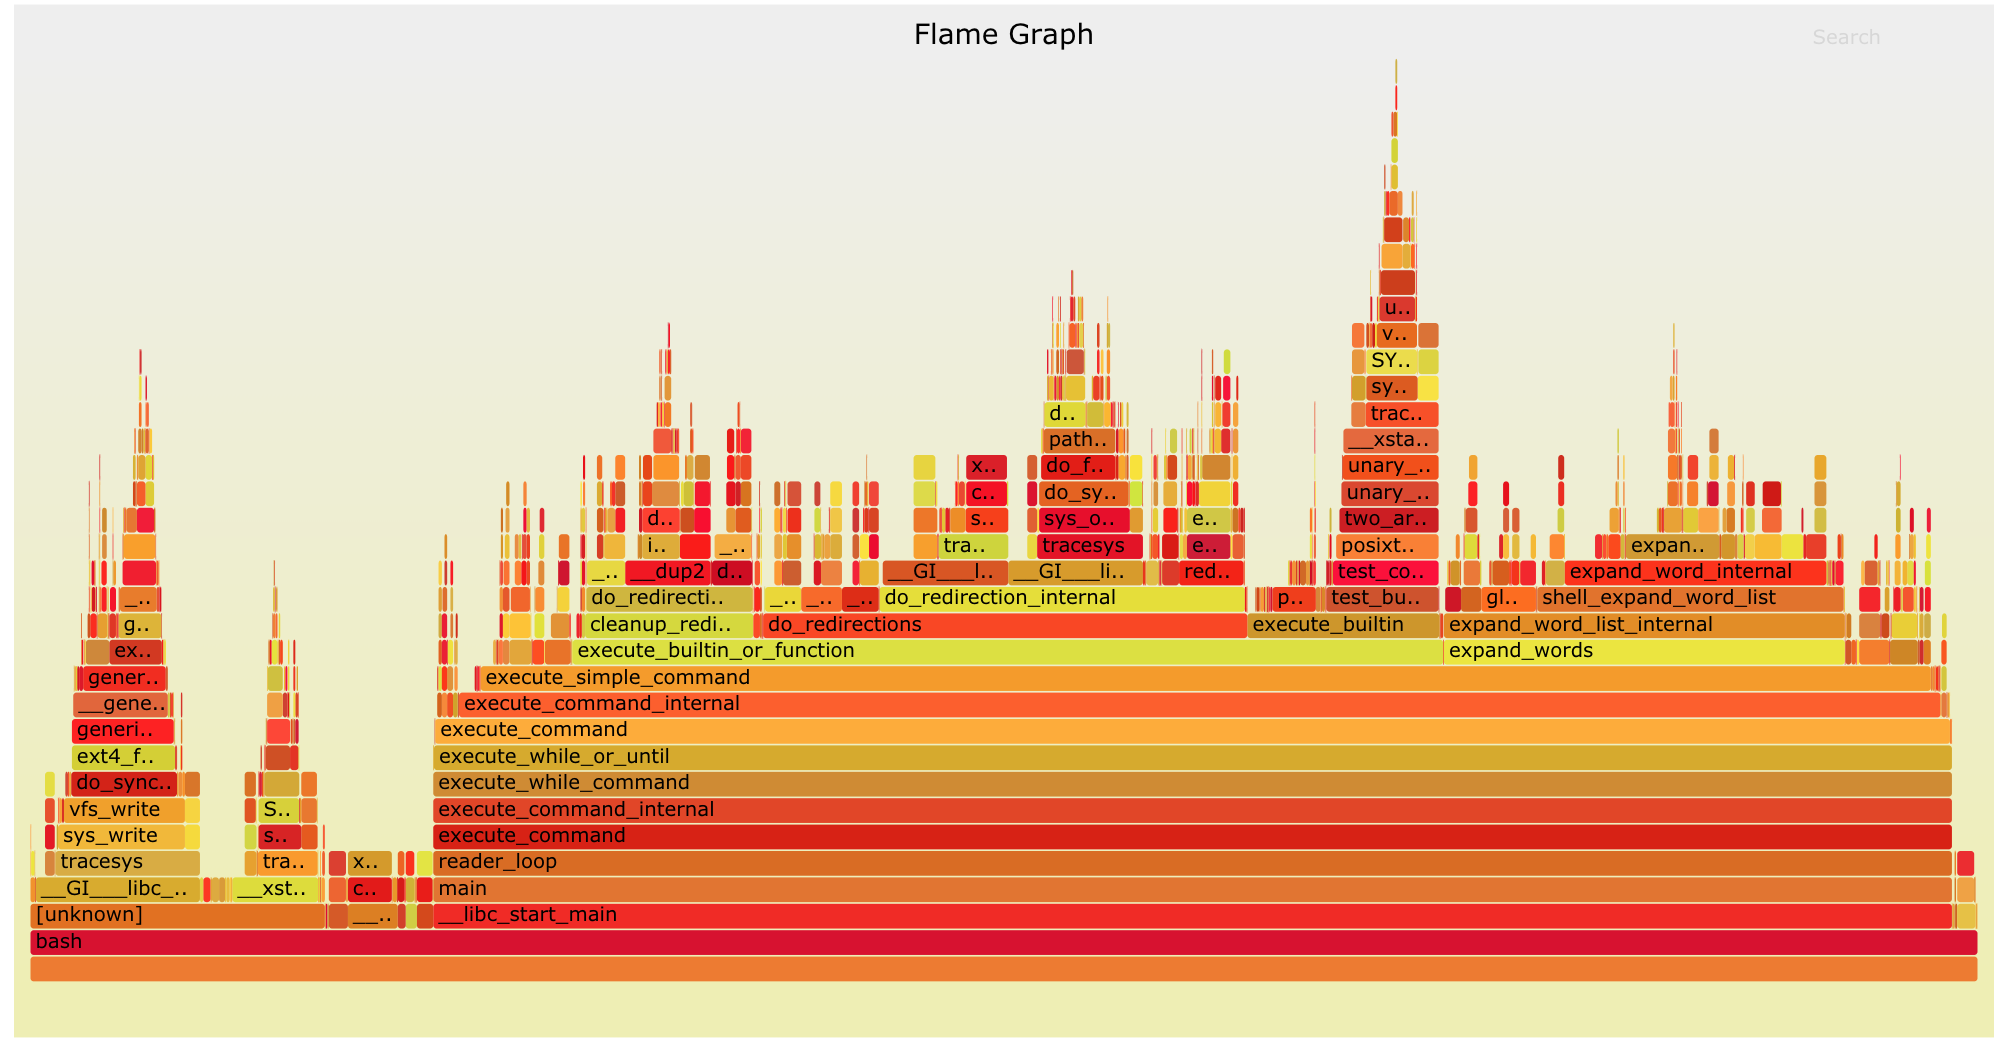 Flame Graph
Search
u..
v..
SY..
sy..
d.. trac..
path.. __xsta..
x.. do_f.. unary_..
c.. do_sy.. unary_..
d.. s.. sys_o.. e.. two_ar..
i.. _.. tra.. tracesys e.. posixt.. expan..
_.. __dup2 d.. __GI___l.. __GI___li.. red.. test_co.. expand_word_internal
_.. do_redirecti.. _.. _.. _.. do_redirection_internal p.. test_bu.. gl.. shell_expand_word_list
g.. cleanup_redi.. do_redirections execute_builtin expand_word_list_internal
ex.. execute_builtin_or_function expand_words
gener.. execute_simple_command
__gene.. execute_command_internal
generi.. execute_command
ext4_f.. execute_while_or_until
do_sync.. execute_while_command
vfs_write S.. execute_command_internal
sys_write s.. execute_command
tracesys tra.. x.. reader_loop
__GI___libc_.. __xst.. c.. main
[unknown] __.. __libc_start_main
bash